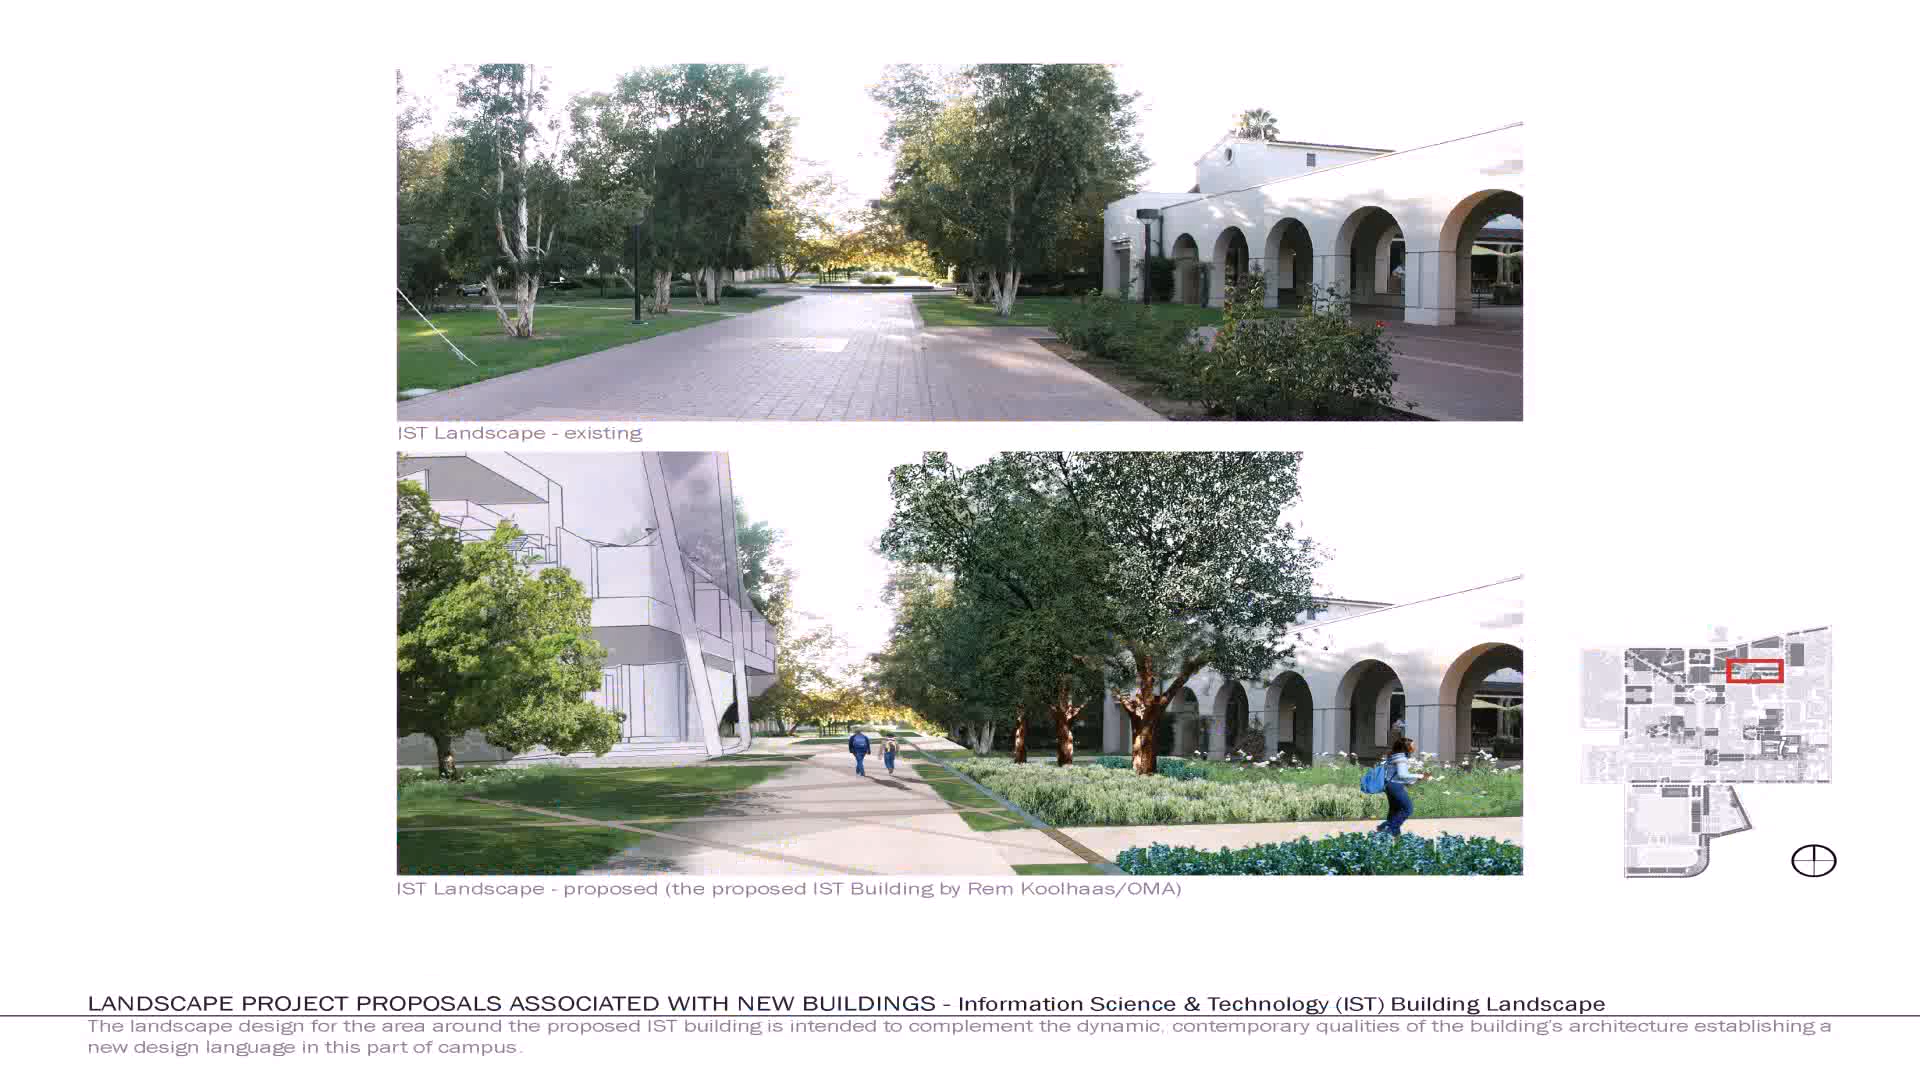 IST Landscape - existing
IST Landscape - proposed (the proposed IST Building by Rem Koolhaas/OMA)
LANDSCAPE PROJECT PROPOSALS ASSOCIATED WITH NEW BUILDINGS - Information Science & Technology (IST) Building Landscape
The landscape design for the area around the proposed IST building is intended to complement the dynamic, contemporary qualities of the building's architecture establishing a
new design language in this part of campus.